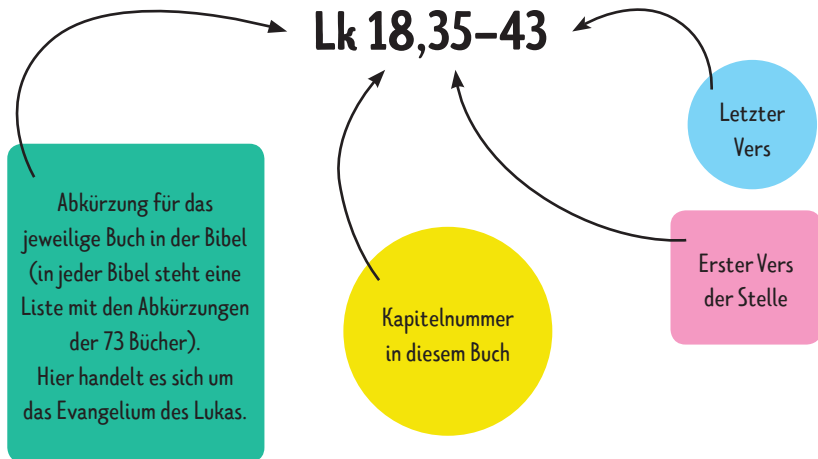 Lk 18,35–43
Letzter
Vers
Abkürzung für das
jeweilige Buch in der Bibel
(in jeder Bibel steht eine
Liste mit den Abkürzungen
der 73 Bücher).
Hier handelt es sich um
das Evangelium des Lukas.
Kapitelnummer
in diesem Buch
Erster Vers
der Stelle